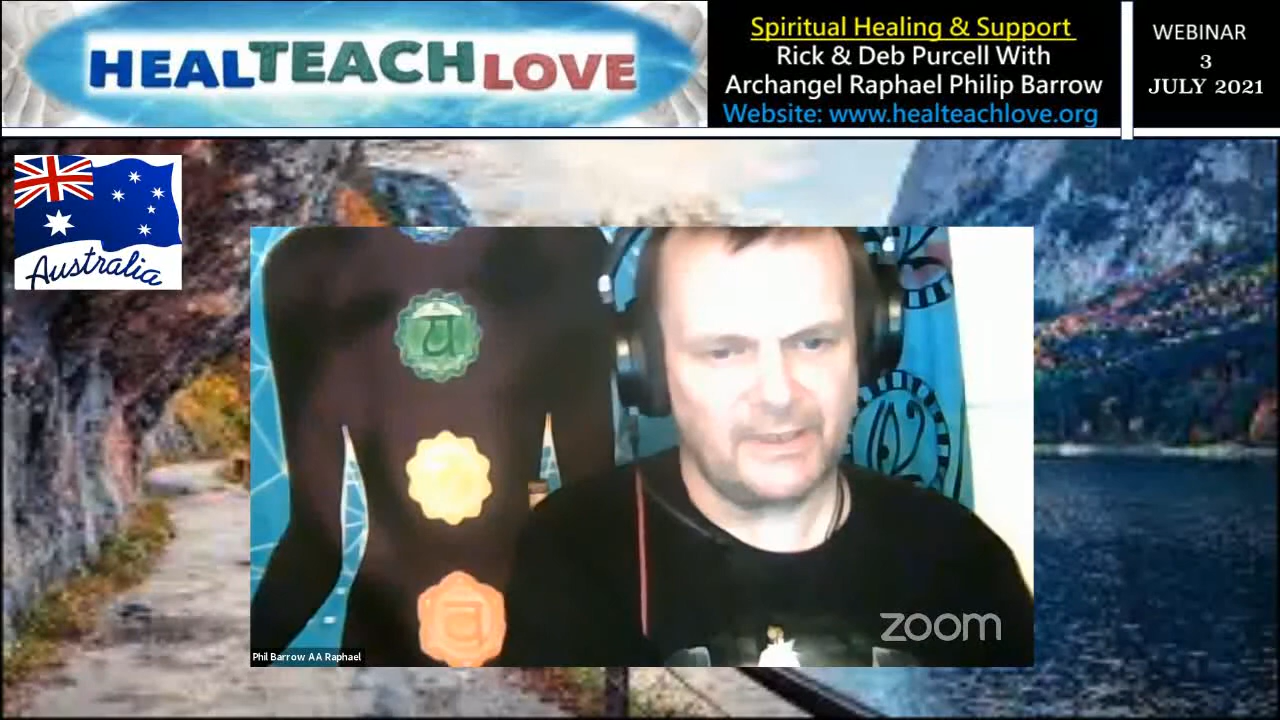 HEALTEACHLOVE
Spiritual Healing & Support
Rick & Deb Purcell With
Archangel Raphael Philip Barrow
Website: www.healteachlove.org
WEBINAR
3
JULY 2021
Australia
यं
वं
zoom
Phil Barrow AA Raphael